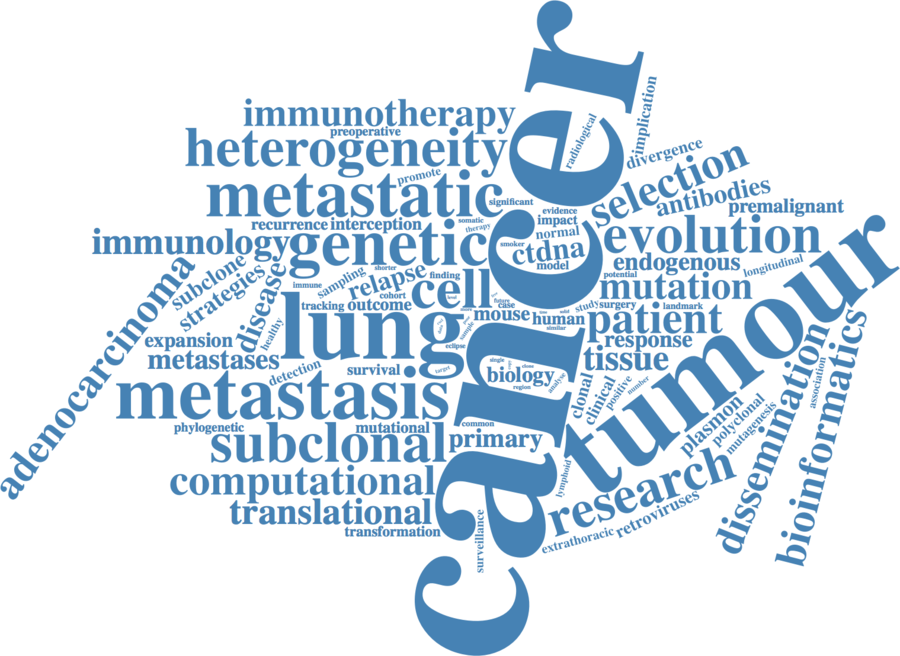 cancer
tumour
lung
metastasis
metastatic
genetic
heterogeneity
immunotherapy
preoperative
promote
significant
radiological
implication
divergence
selection
antibodies
premalignant
evolution
evidence
impact
normal
ctdna
model
somatic
therapy
smoker
recurrence
interception
immunology
adenocarcinoma
subclone
strategies
disease
healthy
immune
sampling
shorter
relapse
cohort
outcome
tracking
finding
cell
endogenous
potential
longitudinal
mutation
landmark
surgery
study
future
case
mouse
human
similar
patient
response
tissue
expansion
metastases
detection
survival
eclipse
target
sample
single
biology
region
analyse
clonal
clinical
positive
number
plasmon
polyclonal
mutagenesis
association
dissemination
bioinformatics
phylogenetic
mutational
common
subclonal
primary
computational
translational
transformation
surveillance
lymphoid
research
extrathoracic
retroviruses